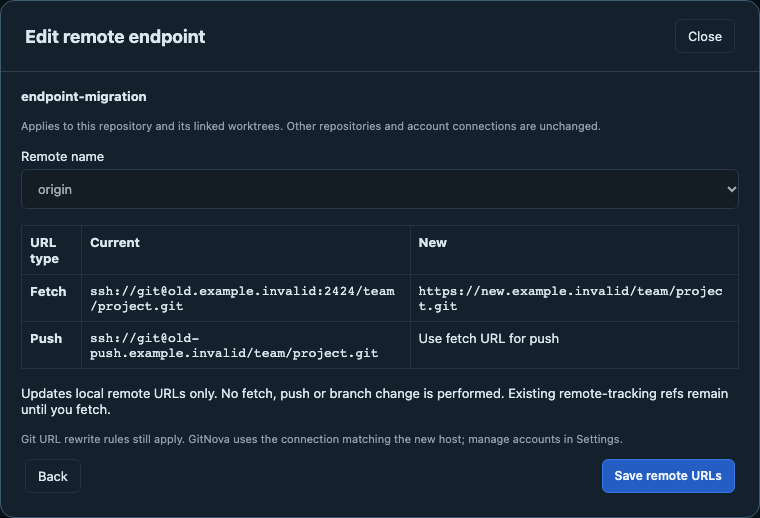 Edit remote endpoint
Close
endpoint-migration
Applies to this repository and its linked worktrees. Other repositories and account connections are unchanged.
Remote name
origin
URL type
Current
New
Fetch
ssh://git@old.example.invalid:2424/team
/project.git
https://new.example.invalid/team/projec
t.git
Push
ssh://git@old-
push.example.invalid/team/project.git
Use fetch URL for push
Updates local remote URLs only. No fetch, push or branch change is performed. Existing remote-tracking refs remain
until you fetch.
Git URL rewrite rules still apply. GitNova uses the connection matching the new host; manage accounts in Settings.
Back
Save remote URLs